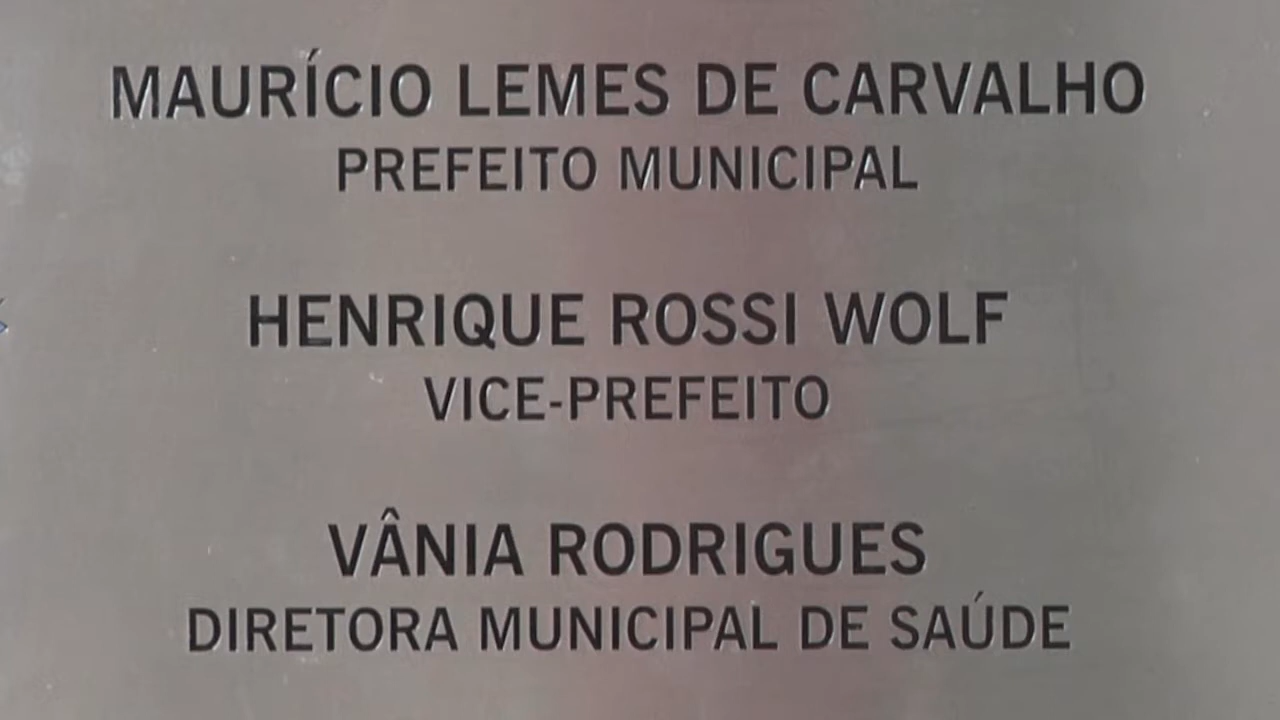 MAURÍCIO LEMES DE CARVALHO
PREFEITO MUNICIPAL
HENRIQUE ROSSI WOLF
VICE-PREFEITO
VÂNIA RODRIGUES
DIRETORA MUNICIPAL DE SAÚDE